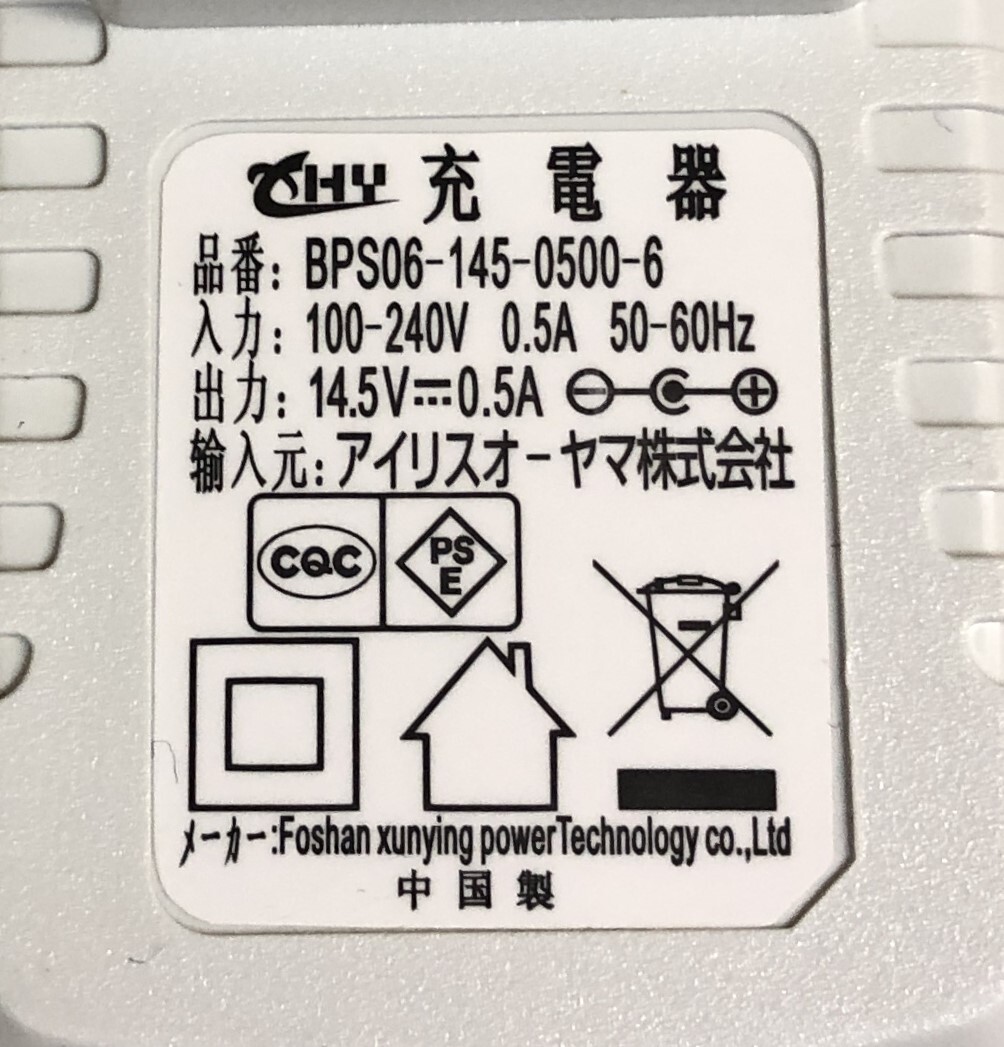 CHY 充電器
品番: BPS06-145-0500-6
入力: 100-240V 0.5A 50-60Hz
出力: 14.5V⎓0.5A
输入元: アイリスオーヤマ株式会社
CQC PSE
メーカー:Foshan xunying powerTechnology co.,Ltd
中国製